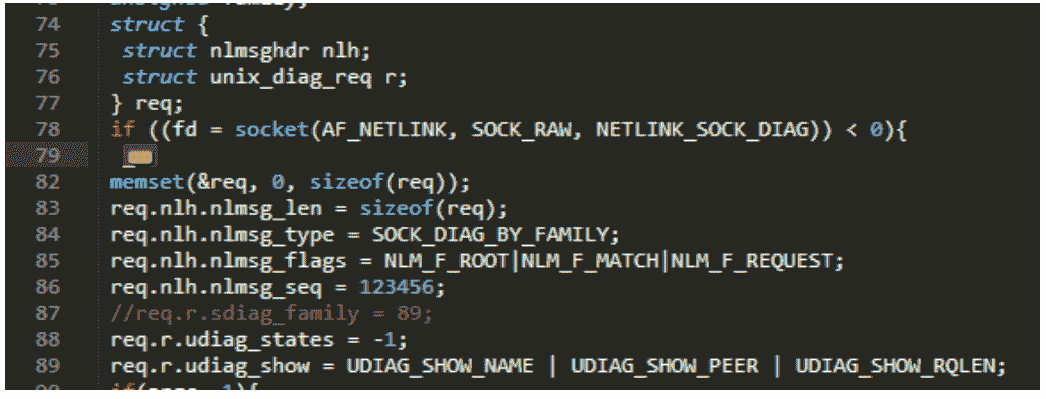 74 struct {
75 struct nlmsghdr nlh;
76 struct unix_diag_req r;
77 } req;
78 if ((fd = socket(AF_NETLINK, SOCK_RAW, NETLINK_SOCK_DIAG)) < 0){
79
82 memset(&req, 0, sizeof(req));
83 req.nlh.nlmsg_len = sizeof(req);
84 req.nlh.nlmsg_type = SOCK_DIAG_BY_FAMILY;
85 req.nlh.nlmsg_flags = NLM_F_ROOT|NLM_F_MATCH|NLM_F_REQUEST;
86 req.nlh.nlmsg_seq = 123456;
87 //req.r.sdiag_family = 89;
88 req.r.udiag_states = -1;
89 req.r.udiag_show = UDIAG_SHOW_NAME | UDIAG_SHOW_PEER | UDIAG_SHOW_RQLEN;